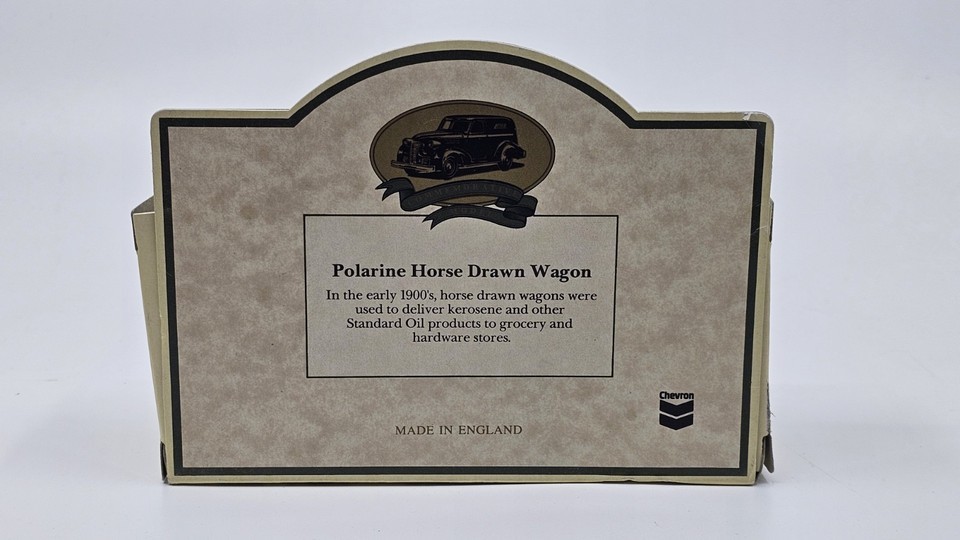 COMMEMORATIVE
Polarine Horse Drawn Wagon
In the early 1900's, horse drawn wagons were
used to deliver kerosene and other
Standard Oil products to grocery and
hardware stores.
Chevron
MADE IN ENGLAND